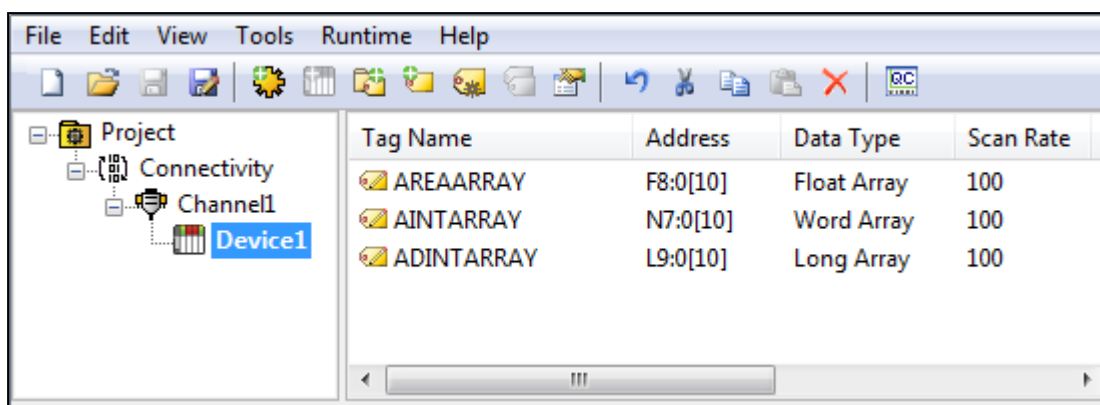 File Edit View Tools Runtime Help
QC
Project
Connectivity
Channel1
Device1
Tag Name Address Data Type Scan Rate
AREAARRAY F8:0[10] Float Array 100
AINTARRAY N7:0[10] Word Array 100
ADINTARRAY L9:0[10] Long Array 100